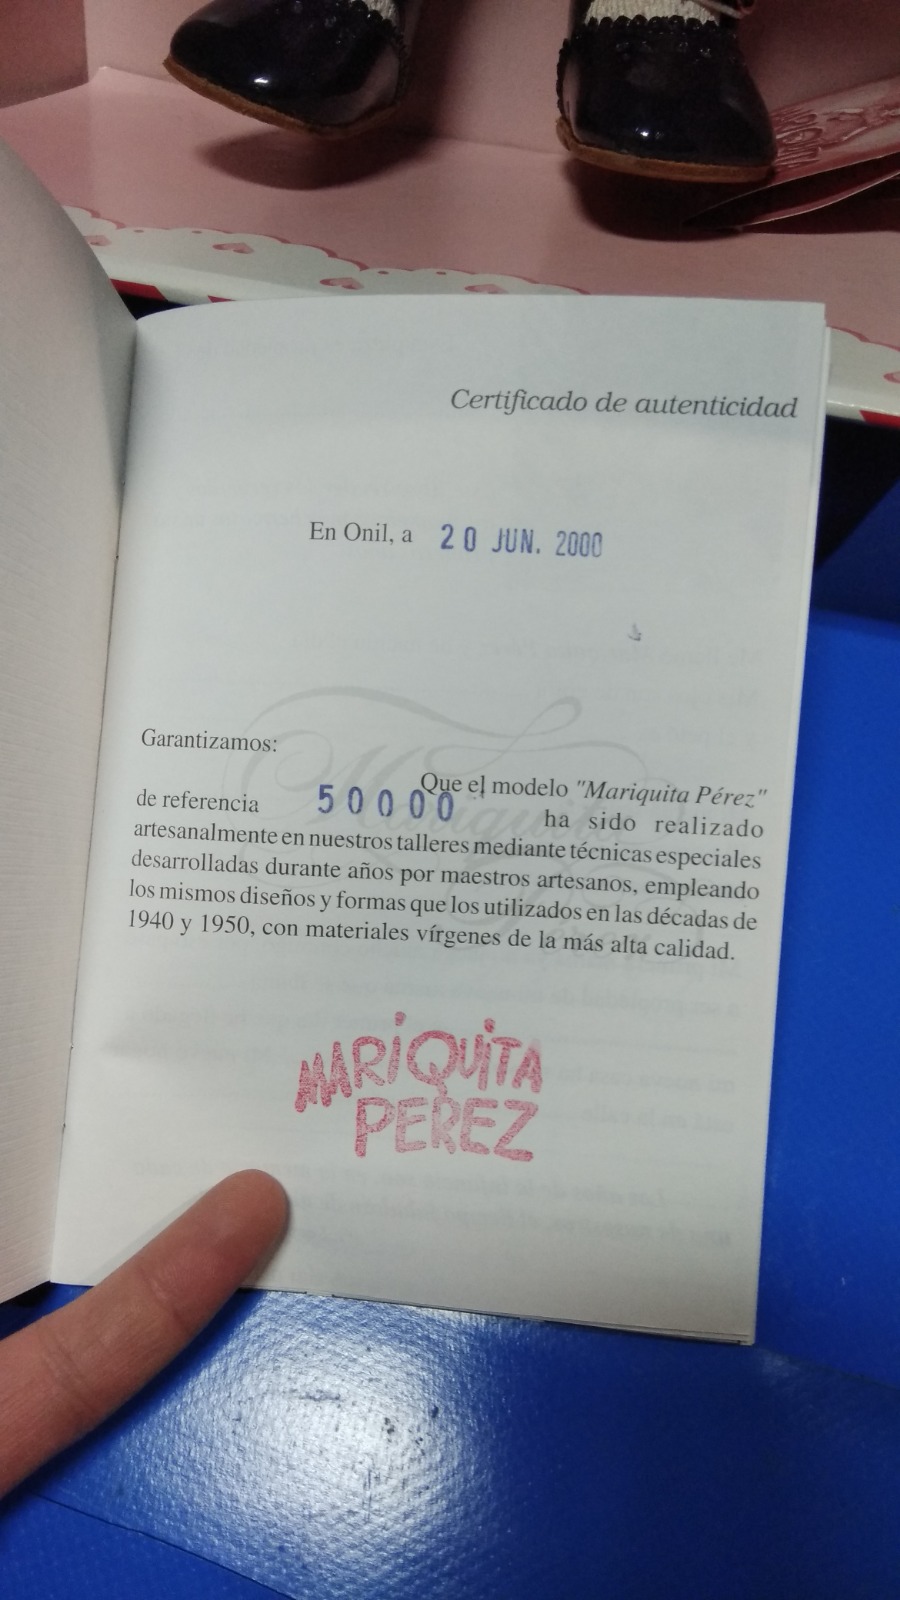 Certificado de autenticidad
En Onil, a 20 JUN. 2000
Garantizamos:
Que el modelo "Mariquita Pérez"
de referencia 50000 ha sido realizado
artesanalmente en nuestros talleres mediante técnicas especiales
desarrolladas durante años por maestros artesanos, empleando
los mismos diseños y formas que los utilizados en las décadas de
1940 y 1950, con materiales vírgenes de la más alta calidad.
MARiQUiTA
PEREZ